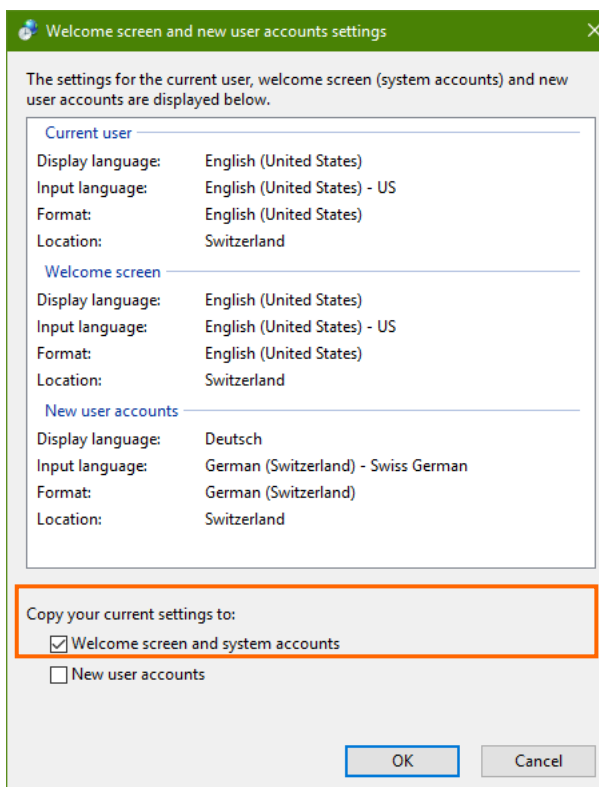 Welcome screen and new user accounts settings
The settings for the current user, welcome screen (system accounts) and new
user accounts are displayed below.
Current user
Display language: English (United States)
Input language: English (United States) - US
Format: English (United States)
Location: Switzerland
Welcome screen
Display language: English (United States)
Input language: English (United States) - US
Format: English (United States)
Location: Switzerland
New user accounts
Display language: Deutsch
Input language: German (Switzerland) - Swiss German
Format: German (Switzerland)
Location: Switzerland
Copy your current settings to:
Welcome screen and system accounts
New user accounts
OK Cancel